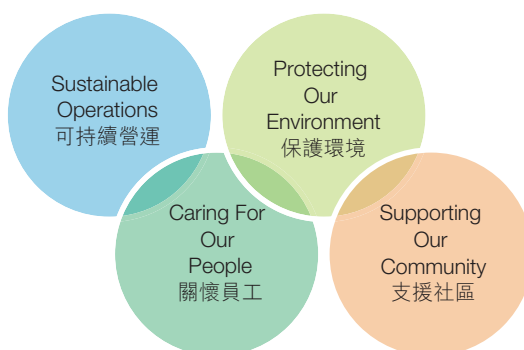 Sustainable
Operations
可持續營運
Protecting
Our
Environment
保護環境
Caring For
Our
People
關懷員工
Supporting
Our
Community
支援社區